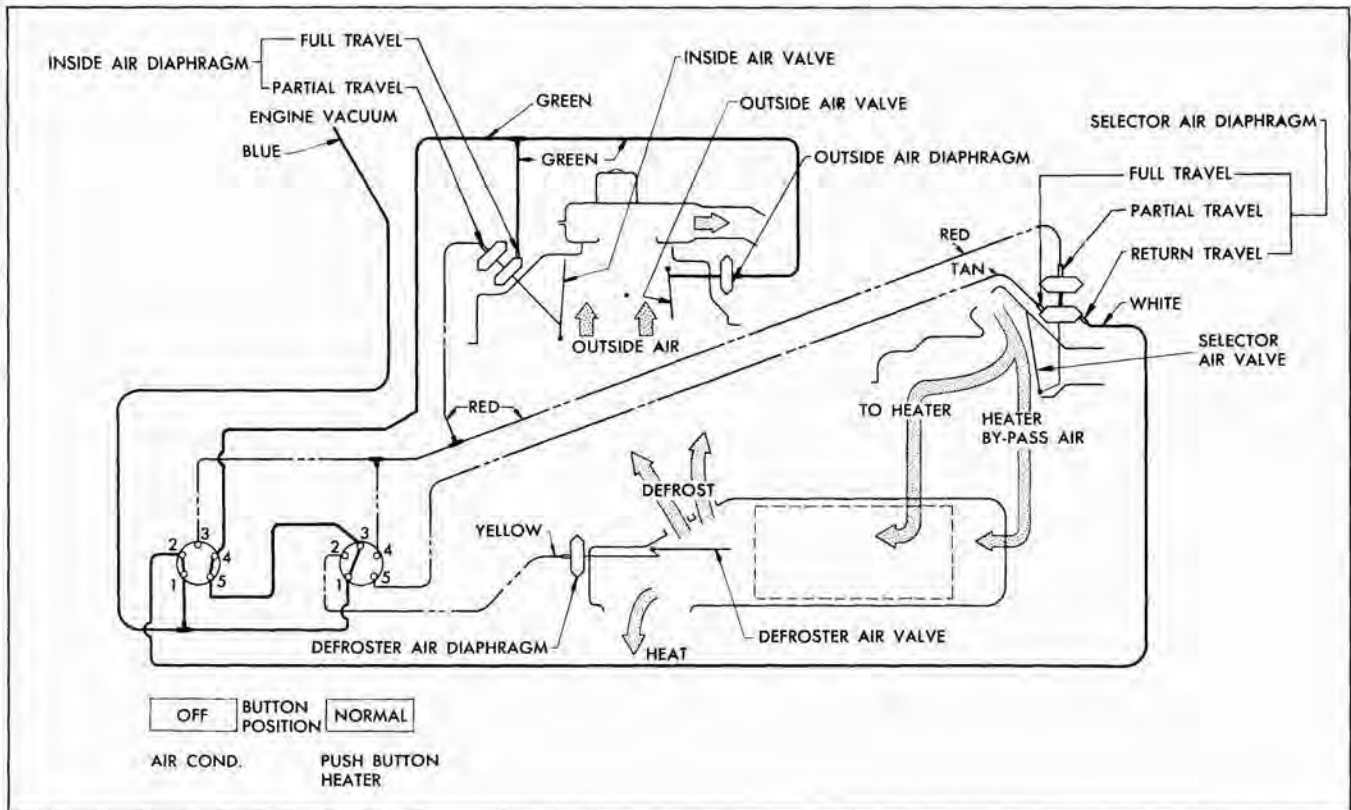 FULL TRAVEL
INSIDE AIR DIAPHRAGM
PARTIAL TRAVEL
ENGINE VACUUM
BLUE
GREEN
GREEN
INSIDE AIR VALVE
OUTSIDE AIR VALVE
OUTSIDE AIR DIAPHRAGM
SELECTOR AIR DIAPHRAGM
FULL TRAVEL
PARTIAL TRAVEL
RETURN TRAVEL
WHITE
SELECTOR
AIR VALVE
RED
TAN
OUTSIDE AIR
RED
TO HEATER
HEATER
BY-PASS AIR
DEFROST
YELLOW
2 3 4
1 5
2 3 4
1 5
DEFROSTER AIR DIAPHRAGM
HEAT
DEFROSTER AIR VALVE
OFF
BUTTON
POSITION
NORMAL
AIR COND.
PUSH BUTTON
HEATER